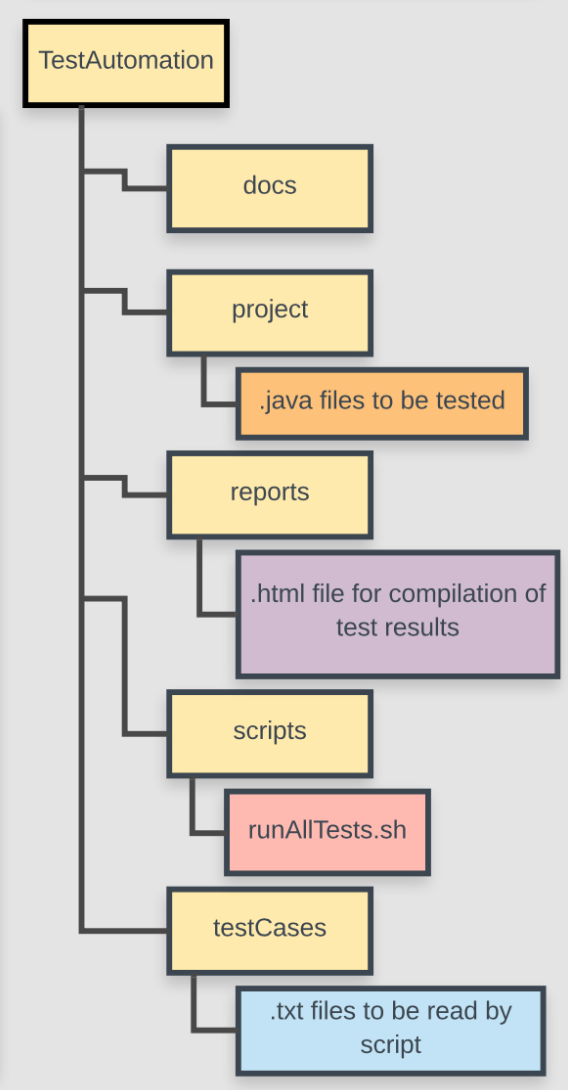 TestAutomation
docs
project
.java files to be tested
reports
.html file for compilation of
test results
scripts
runAllTests.sh
testCases
.txt files to be read by
script